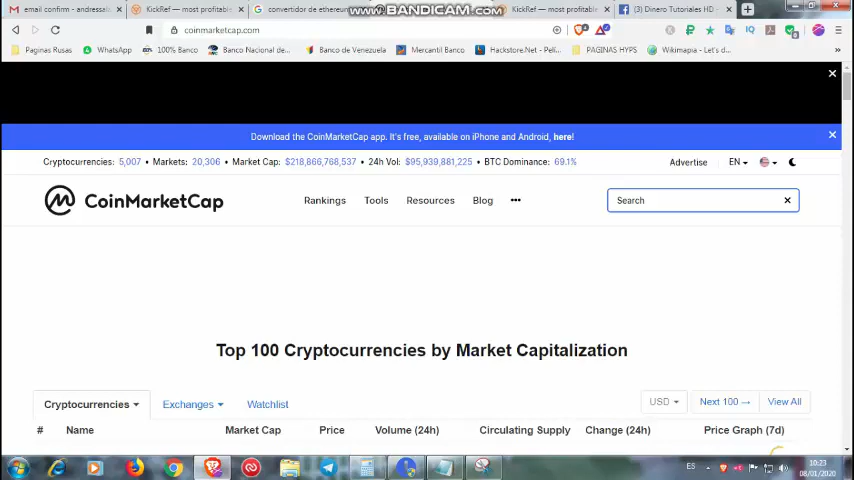 email confirm - andressal
KickRef — most profitable
convertidor de ethereum
www.BANDICAM.com
KickRef — most profitable
(3) Dinero Tutoriales HD
coinmarketcap.com
Paginas Rusas
WhatsApp
100% Banco
Banco Nacional de...
Banco de Venezuela
Mercantil Banco
Hackstore.Net - Pelí...
PAGINAS HYPS
Wikimapia - Let's d...
Download the CoinMarketCap app. It's free, available on iPhone and Android, here!
Cryptocurrencies: 5,007 • Markets: 20,306 • Market Cap: $218,866,768,537 • 24h Vol: $95,939,881,225 • BTC Dominance: 69.1%
Advertise
EN
CoinMarketCap
Rankings
Tools
Resources
Blog
Search
Top 100 Cryptocurrencies by Market Capitalization
Cryptocurrencies
Exchanges
Watchlist
USD
Next 100 →
View All
# Name Market Cap Price Volume (24h) Circulating Supply Change (24h) Price Graph (7d)
ES
10:23
08/01/2020